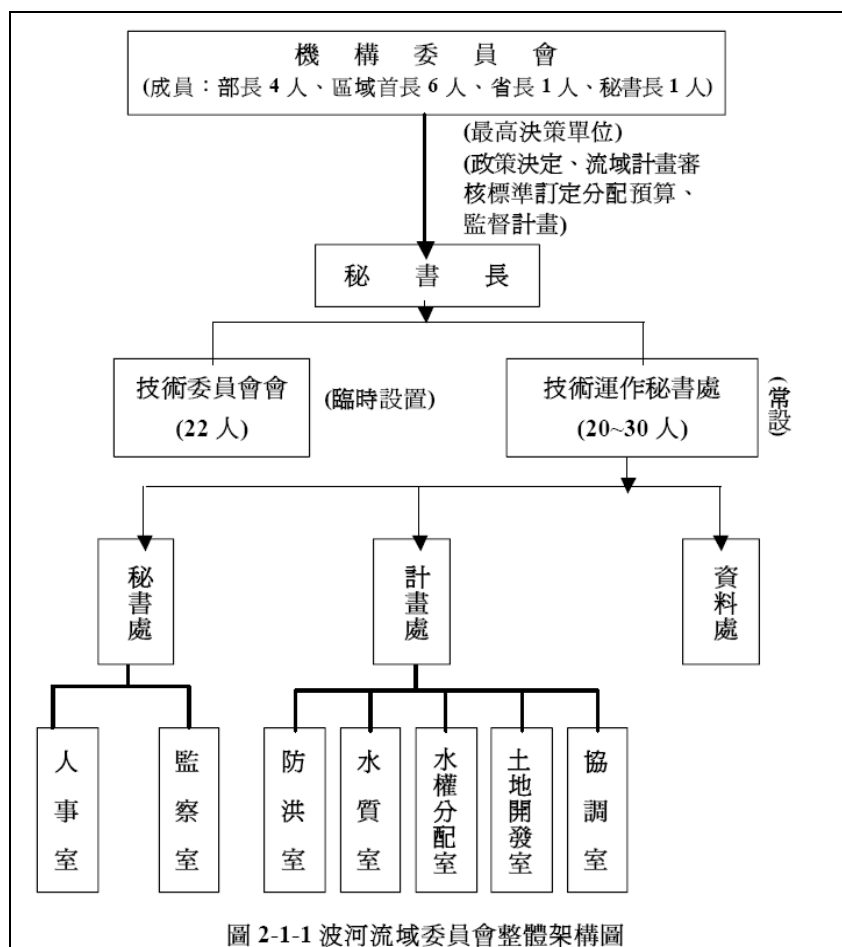 機構委員會
(成員：部長 4 人、區域首長 6 人、省長 1 人、秘書長 1 人)
(最高決策單位)
(政策決定、流域計畫審
核標準訂定分配預算、
監督計畫)
秘書長
技術委員會會
(22 人)
(臨時設置)
技術運作秘書處
(20~30 人)
(常設)
秘書處
計畫處
資料處
人事室
監察室
防洪室
水質室
水權分配室
土地開發室
協調室
圖 2-1-1 波河流域委員會整體架構圖